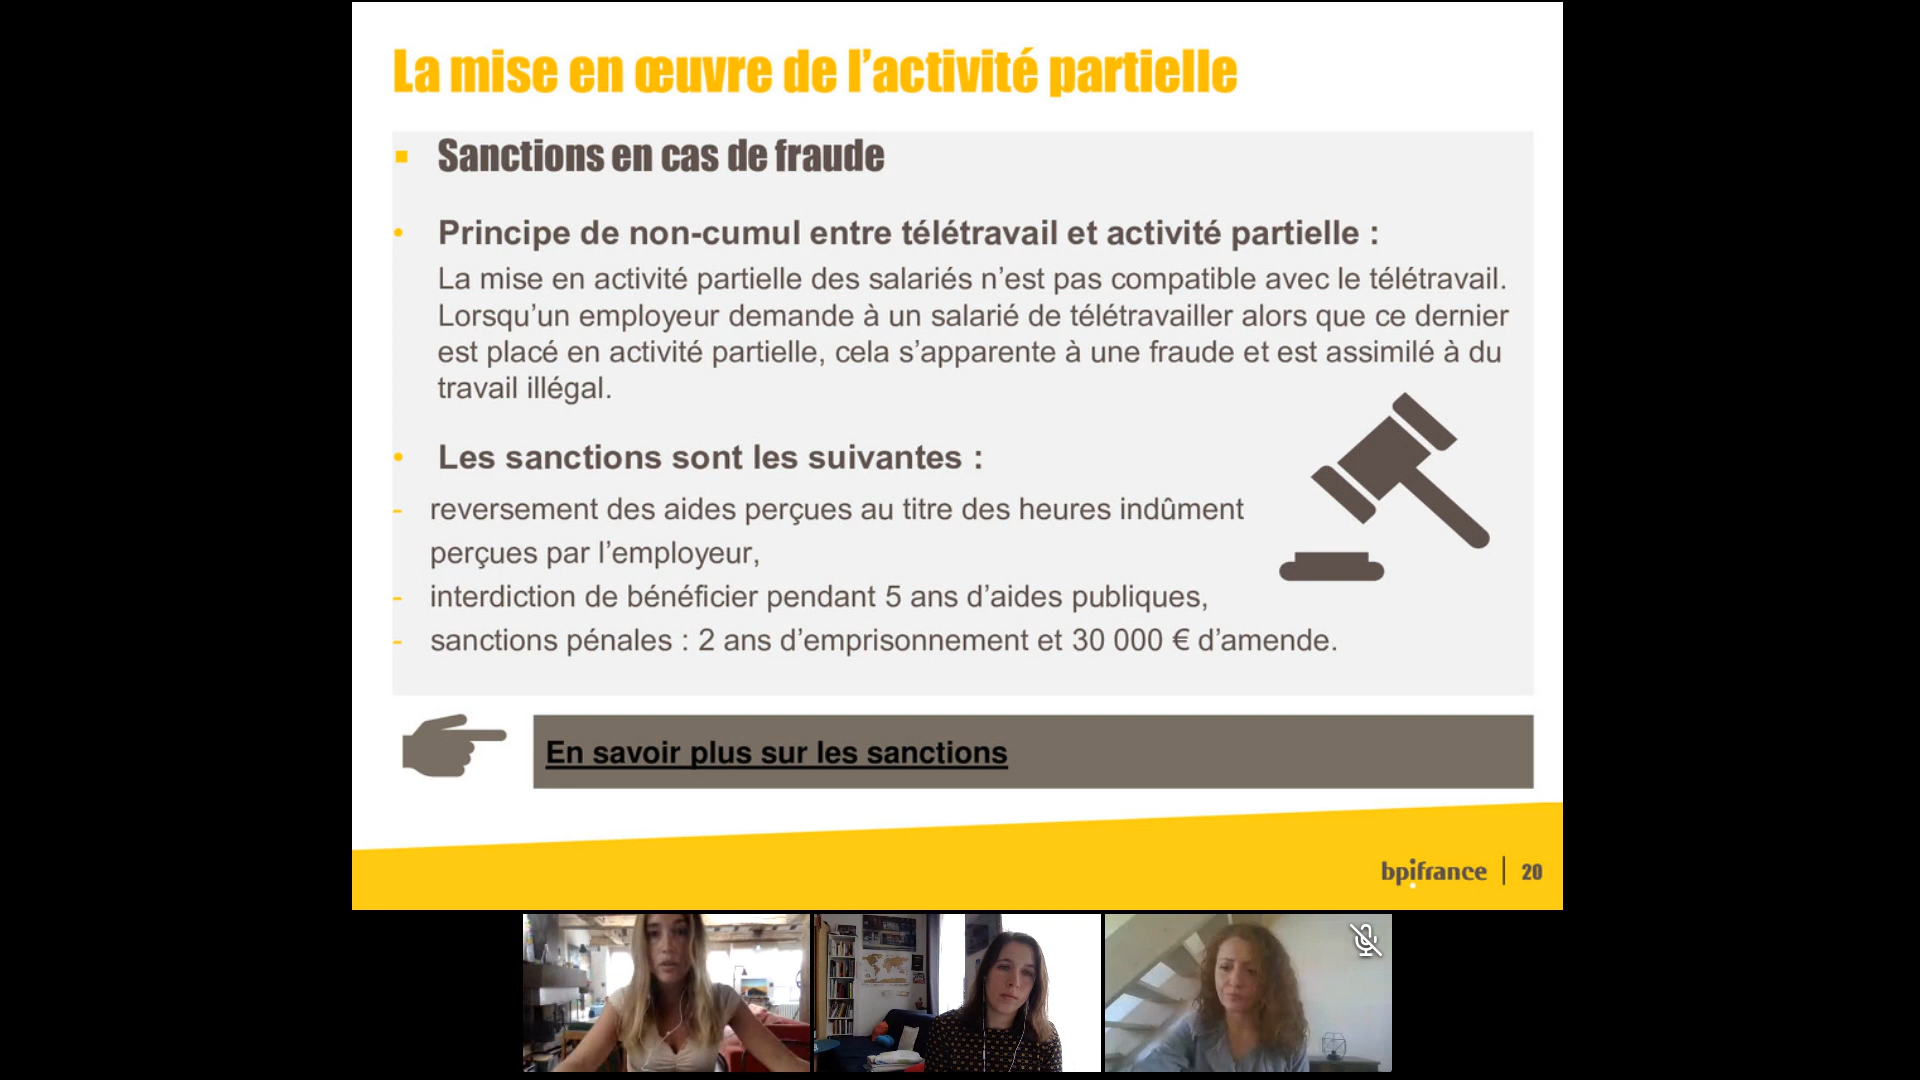 La mise en œuvre de l’activité partielle
Sanctions en cas de fraude
Principe de non-cumul entre télétravail et activité partielle :
La mise en activité partielle des salariés n’est pas compatible avec le télétravail.
Lorsqu’un employeur demande à un salarié de télétravailler alors que ce dernier
est placé en activité partielle, cela s’apparente à une fraude et est assimilé à du
travail illégal.
Les sanctions sont les suivantes :
- reversement des aides perçues au titre des heures indûment
perçues par l’employeur,
- interdiction de bénéficier pendant 5 ans d’aides publiques,
- sanctions pénales : 2 ans d’emprisonnement et 30 000 € d’amende.
En savoir plus sur les sanctions
bpifrance | 20